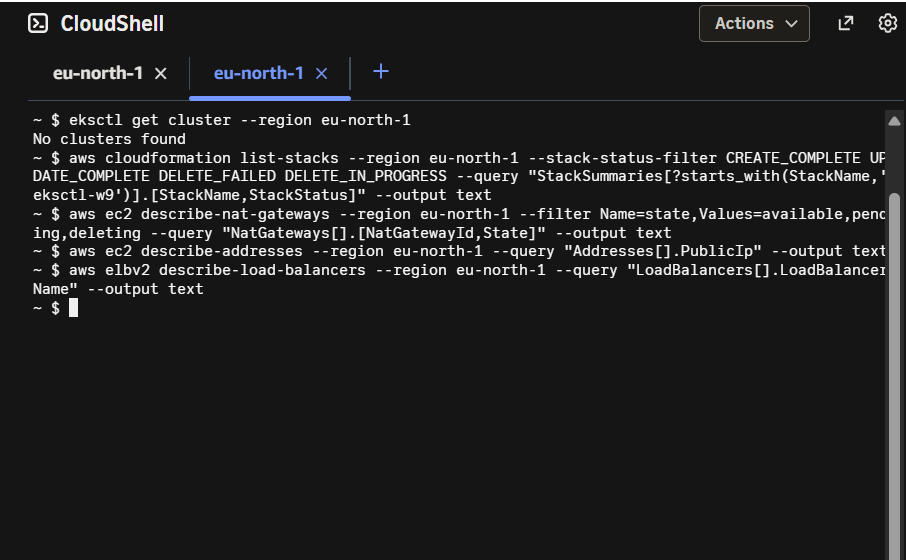 CloudShell
Actions
eu-north-1
eu-north-1
~ $ eksctl get cluster --region eu-north-1
No clusters found
~ $ aws cloudformation list-stacks --region eu-north-1 --stack-status-filter CREATE_COMPLETE UP
DATE_COMPLETE DELETE_FAILED DELETE_IN_PROGRESS --query "StackSummaries[?starts_with(StackName,'
eksctl-w9')].[StackName,StackStatus]" --output text
~ $ aws ec2 describe-nat-gateways --region eu-north-1 --filter Name=state,Values=available,pend
ing,deleting --query "NatGateways[].[NatGatewayId,State]" --output text
~ $ aws ec2 describe-addresses --region eu-north-1 --query "Addresses[].PublicIp" --output text
~ $ aws elbv2 describe-load-balancers --region eu-north-1 --query "LoadBalancers[].LoadBalancer
Name" --output text
~ $